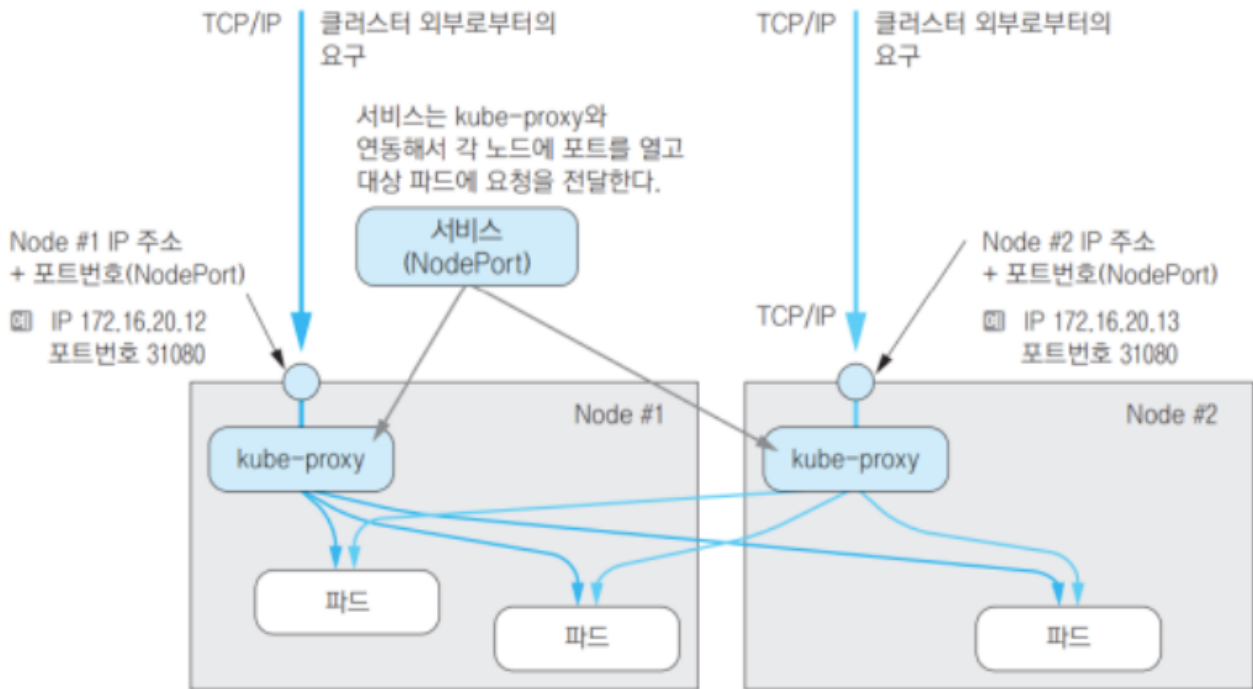 TCP/IP
클러스터 외부로부터의
요구
TCP/IP
클러스터 외부로부터의
요구
서비스는 kube-proxy와
연동해서 각 노드에 포트를 열고
대상 파드에 요청을 전달한다.
서비스
(NodePort)
Node #1 IP 주소
+ 포트번호(NodePort)
예 IP 172.16.20.12
포트번호 31080
Node #2 IP 주소
+ 포트번호(NodePort)
TCP/IP
예 IP 172.16.20.13
포트번호 31080
Node #1
kube-proxy
파드
파드
Node #2
kube-proxy
파드